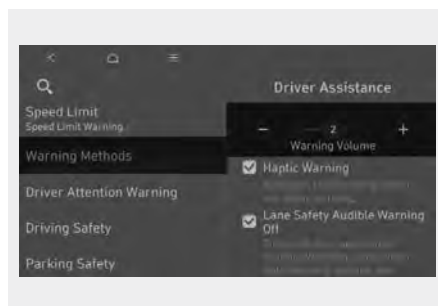 Driver Assistance
Speed Limit
Speed Limit Warning
Warning Methods
Driver Attention Warning
Driving Safety
Parking Safety
− 2 +
Warning Volume
Haptic Warning
Lane Safety Audible Warning
Off